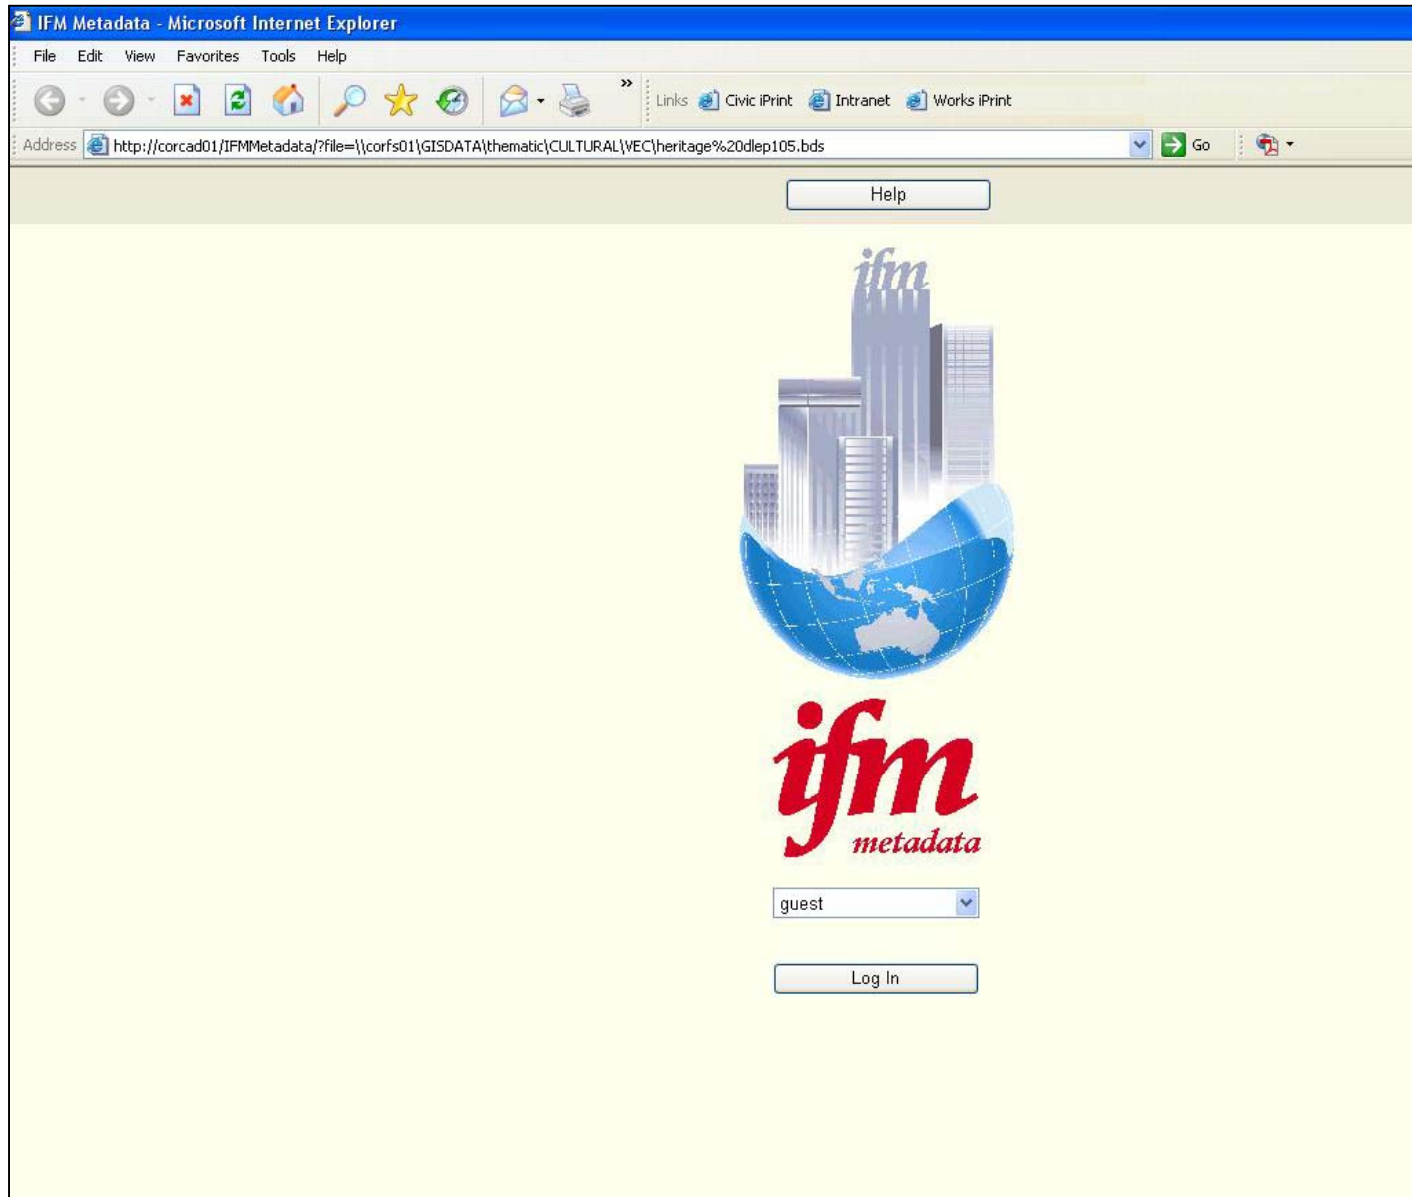 IFM Metadata - Microsoft Internet Explorer
File Edit View Favorites Tools Help
» Links Civic iPrint Intranet Works iPrint
Address http://corcad01/IFMMetadata/?file=\\corfs01\GISDATA\thematic\CULTURAL\VEC\heritage%20dlep105.bds Go
Help
ifm
ifm
metadata
guest
Log In